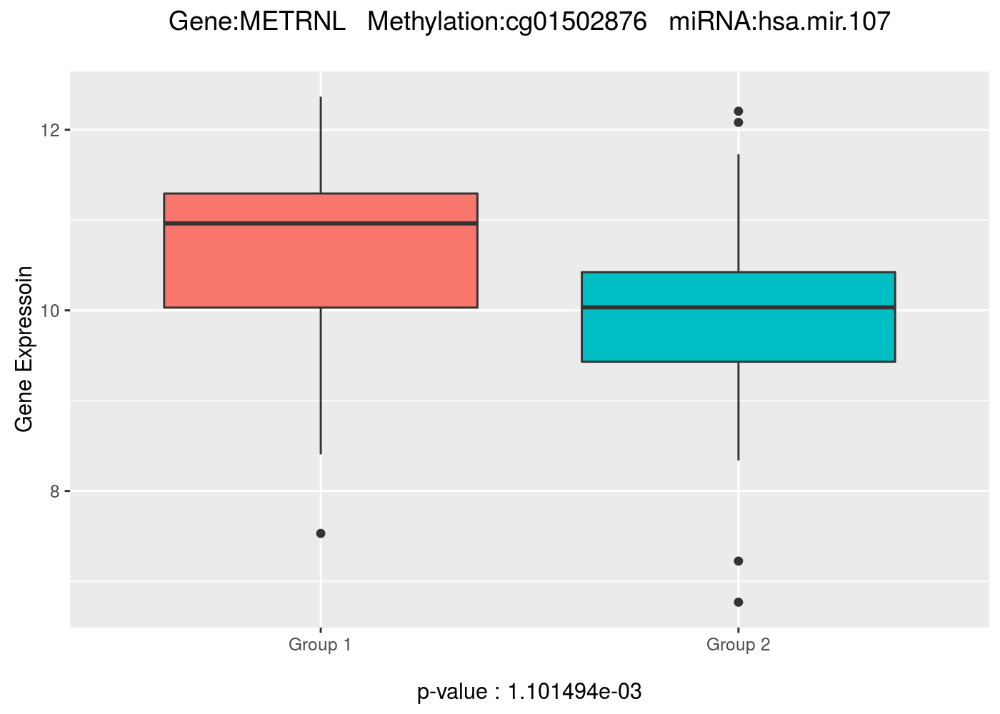 Gene:METRNL   Methylation:cg01502876   miRNA:hsa.mir.107
12
10
8
Gene Expressoin
Group 1
Group 2
p-value : 1.101494e-03